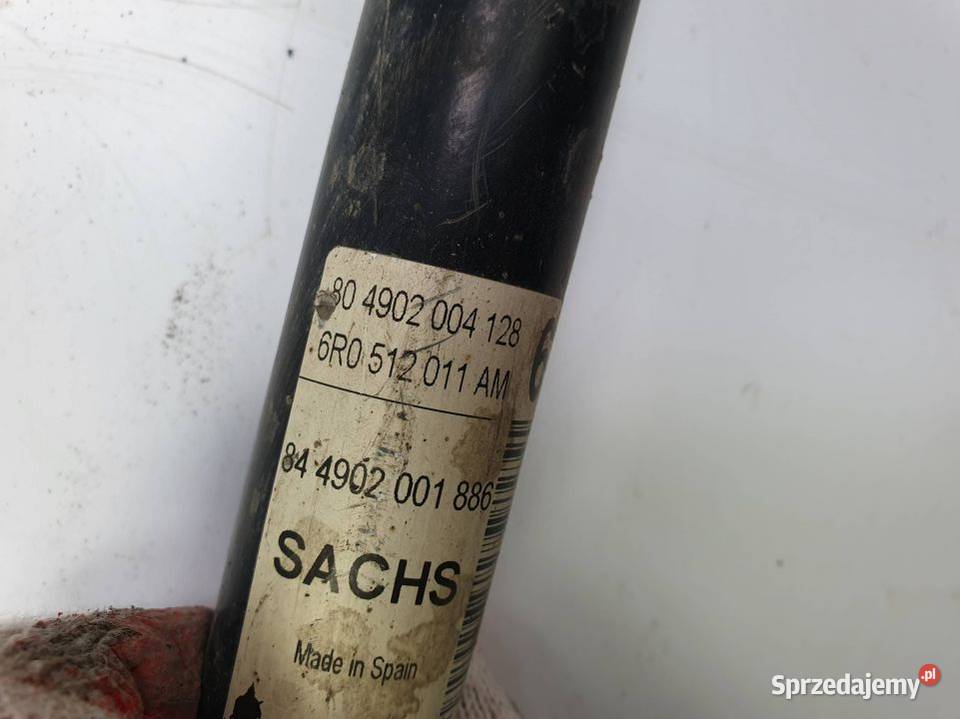 80 4902 004 128
6R0 512 011 AM
84 4902 001 886
SACHS
Made in Spain
Sprzedajemy.pl